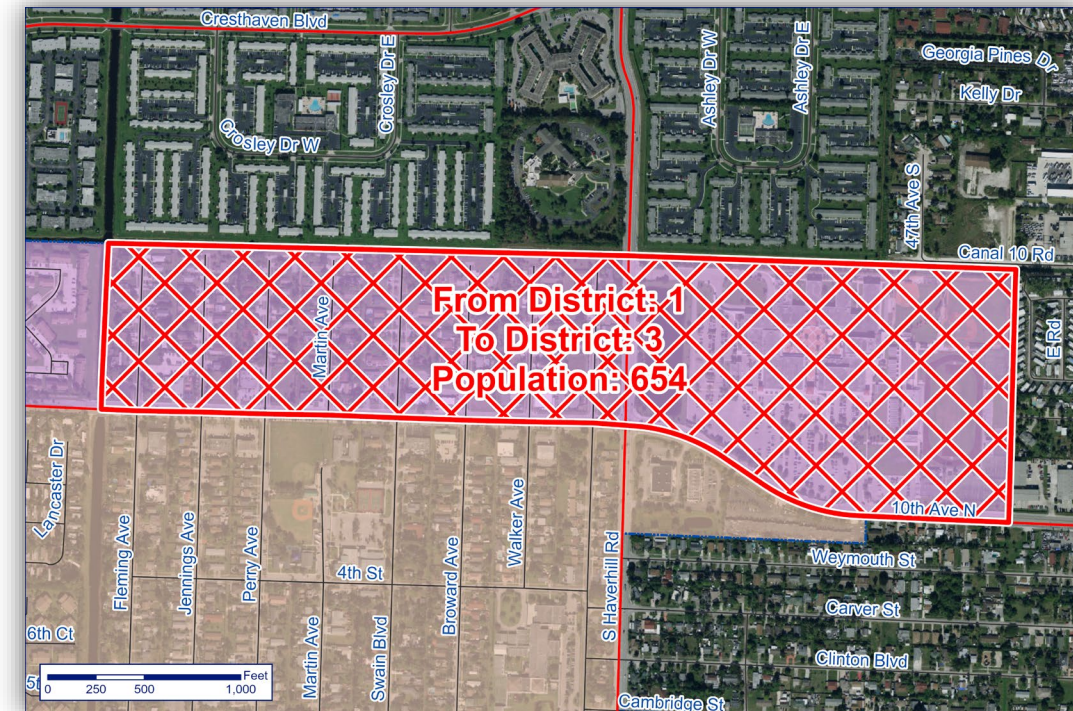 Cresthaven Blvd
Crosley Dr E
Crosley Dr W
Ashley Dr W
Ashley Dr E
Georgia Pines Dr
Kelly Dr
47th Ave S
Canal 10 Rd
E Rd
Martin Ave
From District: 1
To District: 3
Population: 654
10th Ave N
Lancaster Dr
Fleming Ave
Jennings Ave
Perry Ave
Martin Ave
4th St
Swain Blvd
Broward Ave
Walker Ave
S Haverhill Rd
Weymouth St
Carver St
Clinton Blvd
Cambridge St
6th Ct
Feet
0 250 500 1,000